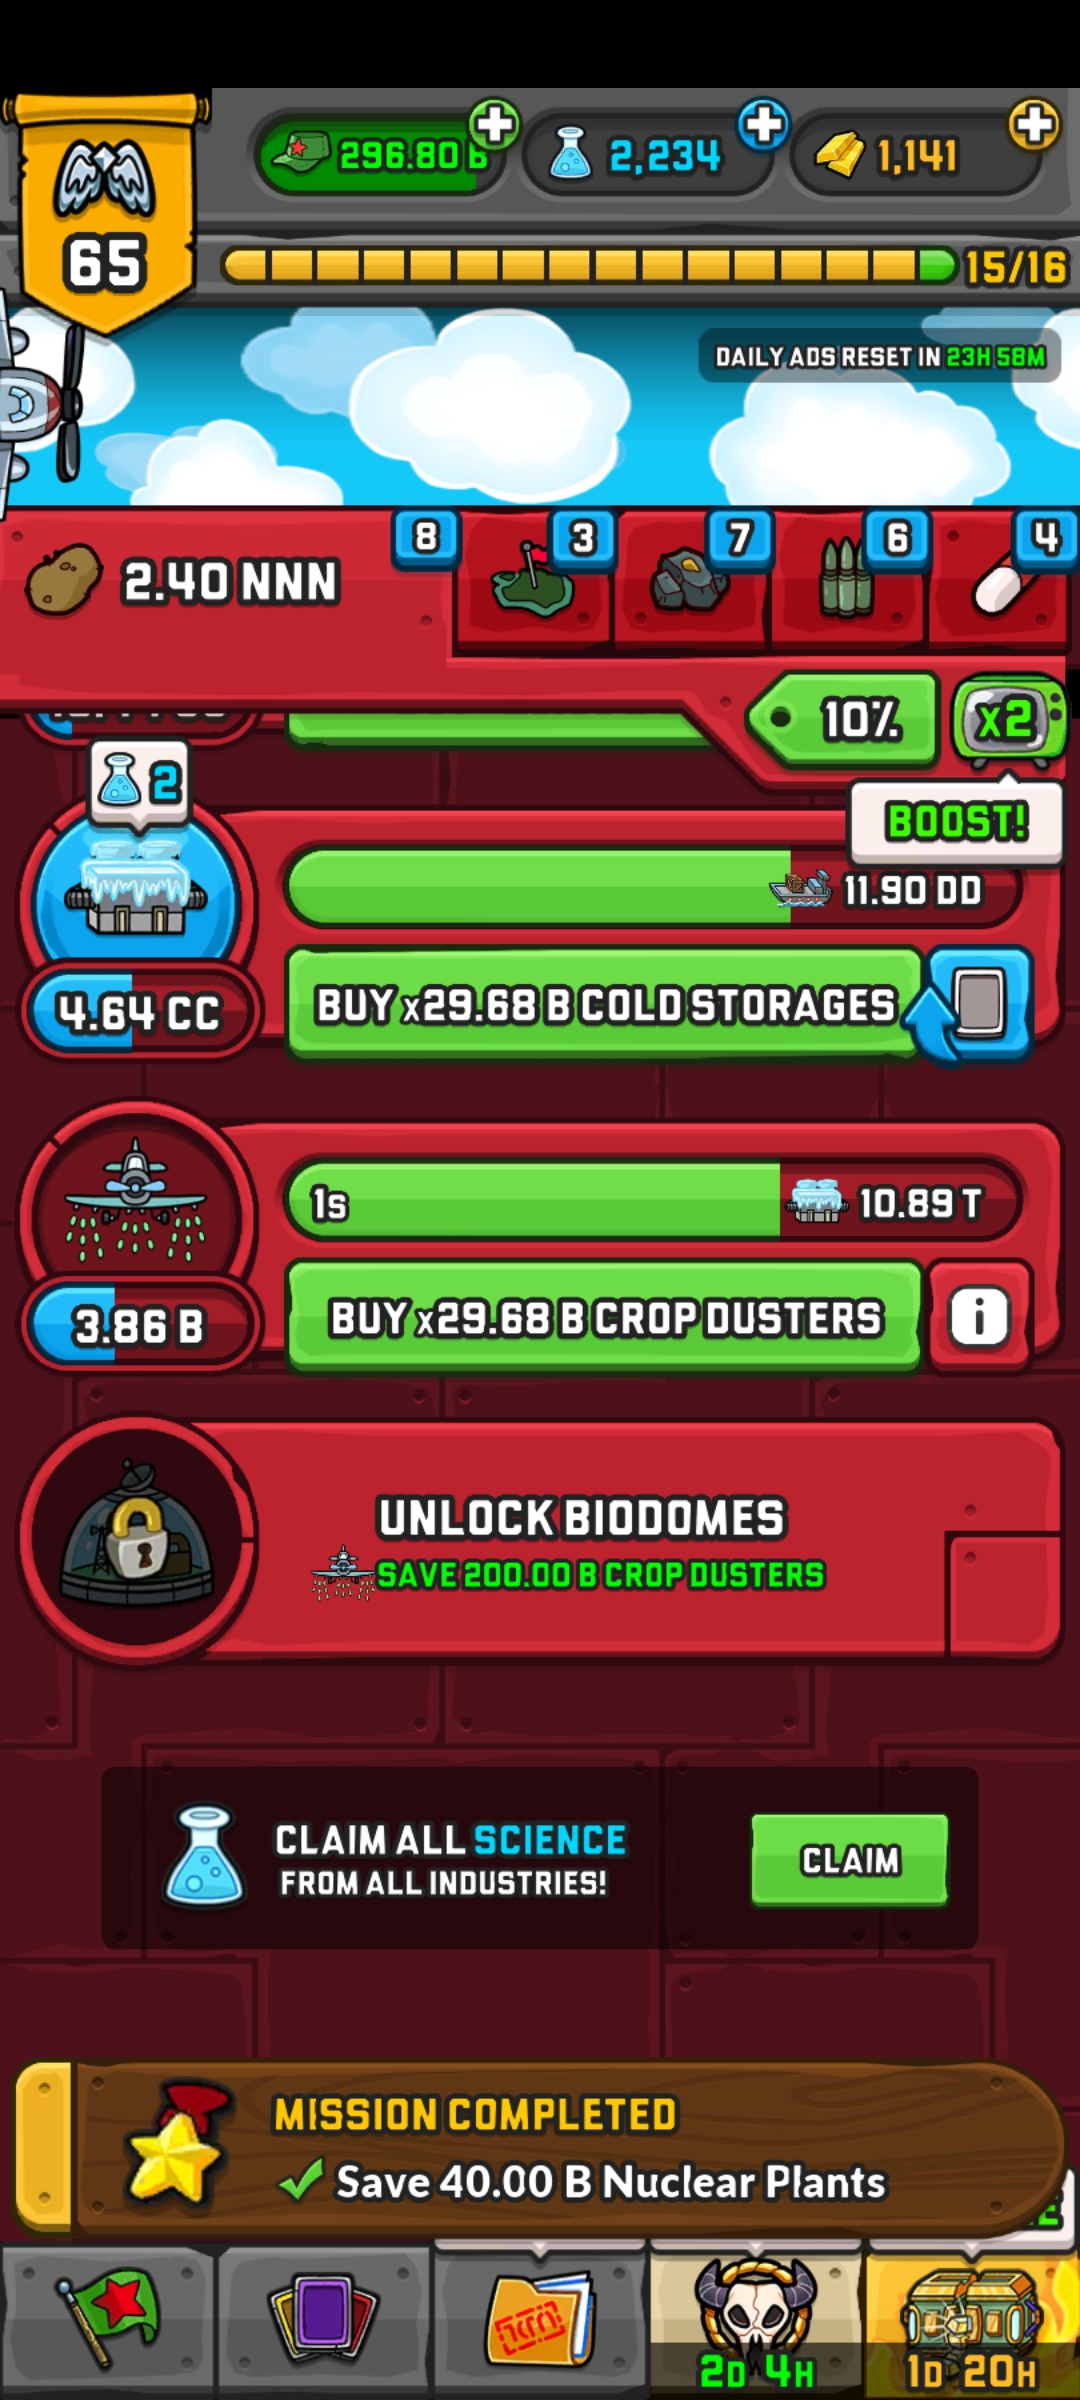 296.80 B
2,234
1,141
65
15/16
DAILY ADS RESET IN 23H 58M
2.40 NNN
8
3
7
6
4
10%
x2
BOOST!
2
11.90 DD
4.64 CC
BUY x29.68 B COLD STORAGES
1s
10.89 T
3.86 B
BUY x29.68 B CROP DUSTERS
i
UNLOCK BIODOMES
SAVE 200.00 B CROP DUSTERS
CLAIM ALL SCIENCE
FROM ALL INDUSTRIES!
CLAIM
MISSION COMPLETED
Save 40.00 B Nuclear Plants
2D 4H
1D 20H